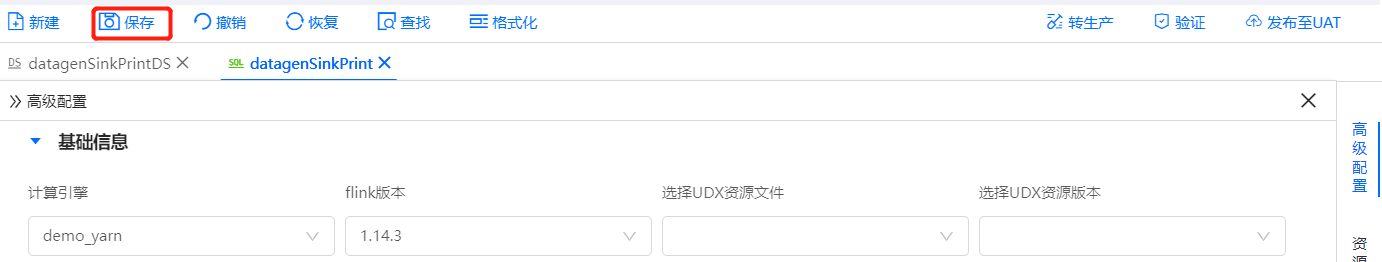 新建 保存 撤销 恢复 查找 格式化 转生产 验证 发布至UAT
DS datagenSinkPrintDS SQL datagenSinkPrint
高级配置
基础信息
计算引擎 flink版本 选择UDX资源文件 选择UDX资源版本
demo_yarn 1.14.3
高级配置
资